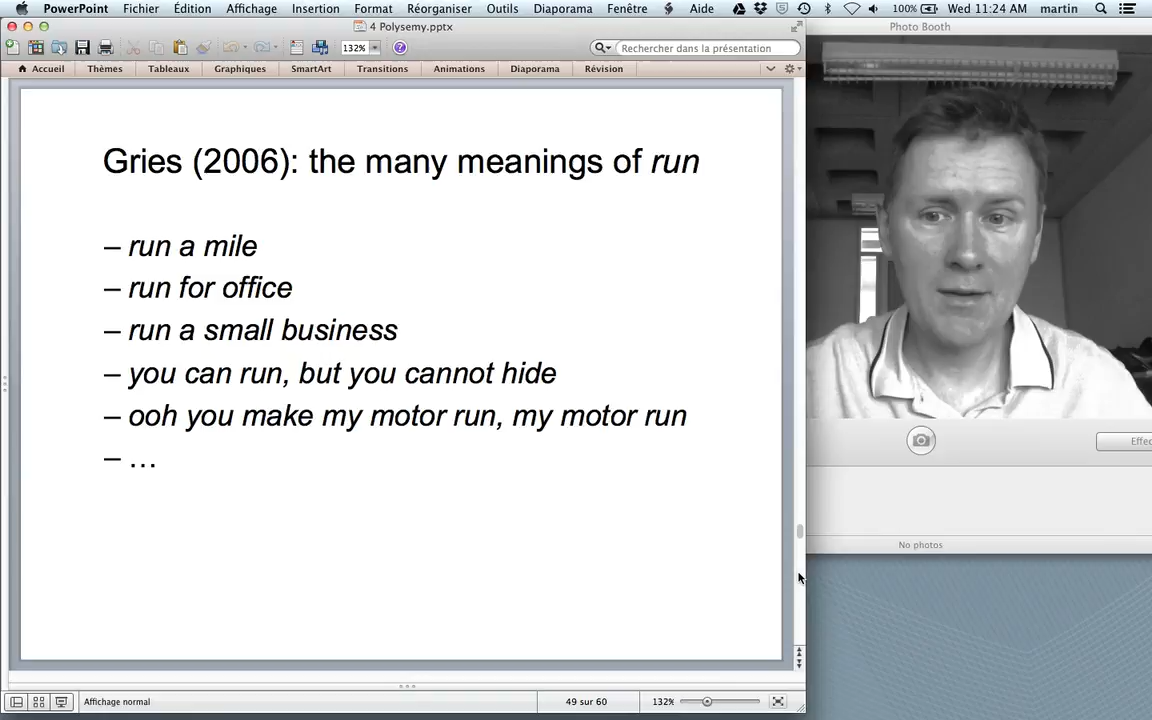 PowerPoint Fichier Édition Affichage Insertion Format Réorganiser Outils Diaporama Fenêtre Aide 100% Wed 11:24 AM martin
4 Polysemy.pptx
Photo Booth
132% Rechercher dans la présentation
Accueil Thèmes Tableaux Graphiques SmartArt Transitions Animations Diaporama Révision
Gries (2006): the many meanings of run
– run a mile
– run for office
– run a small business
– you can run, but you cannot hide
– ooh you make my motor run, my motor run
– …
Effec
No photos
Affichage normal 49 sur 60 132%